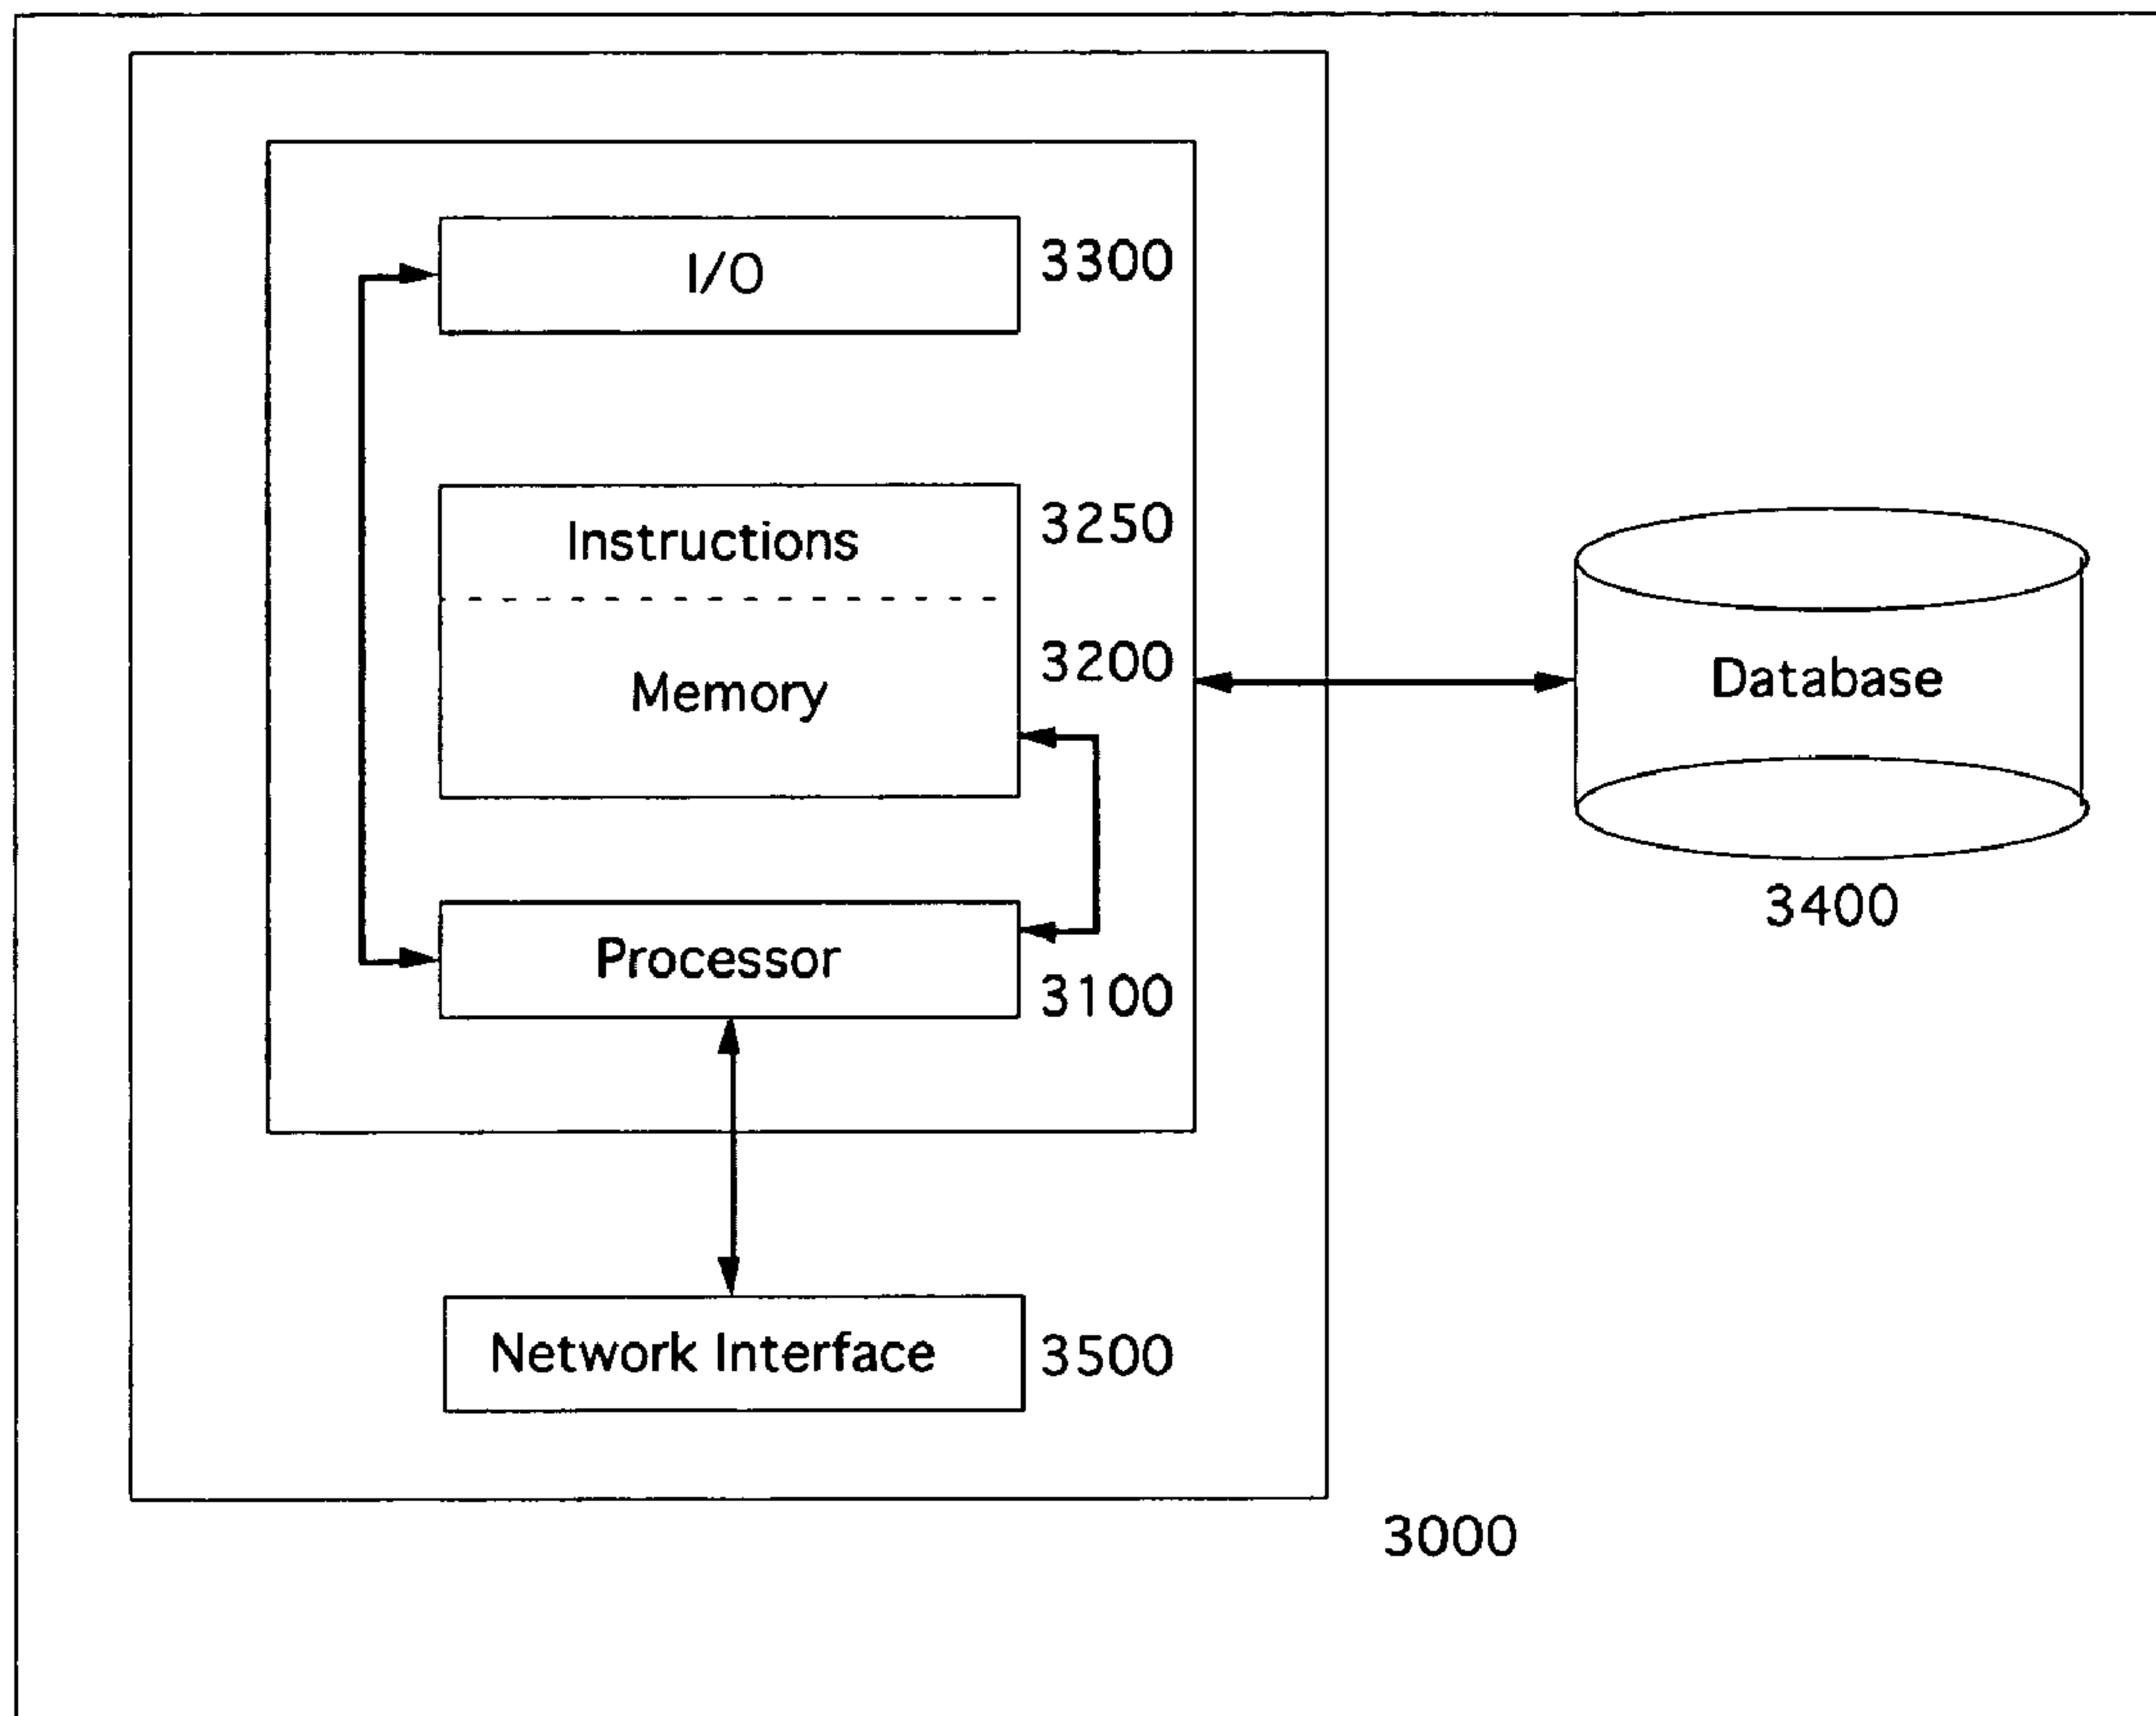 I/O
3300
Instructions
3250
Memory
3200
Database
3400
Processor
3100
Network Interface
3500
3000